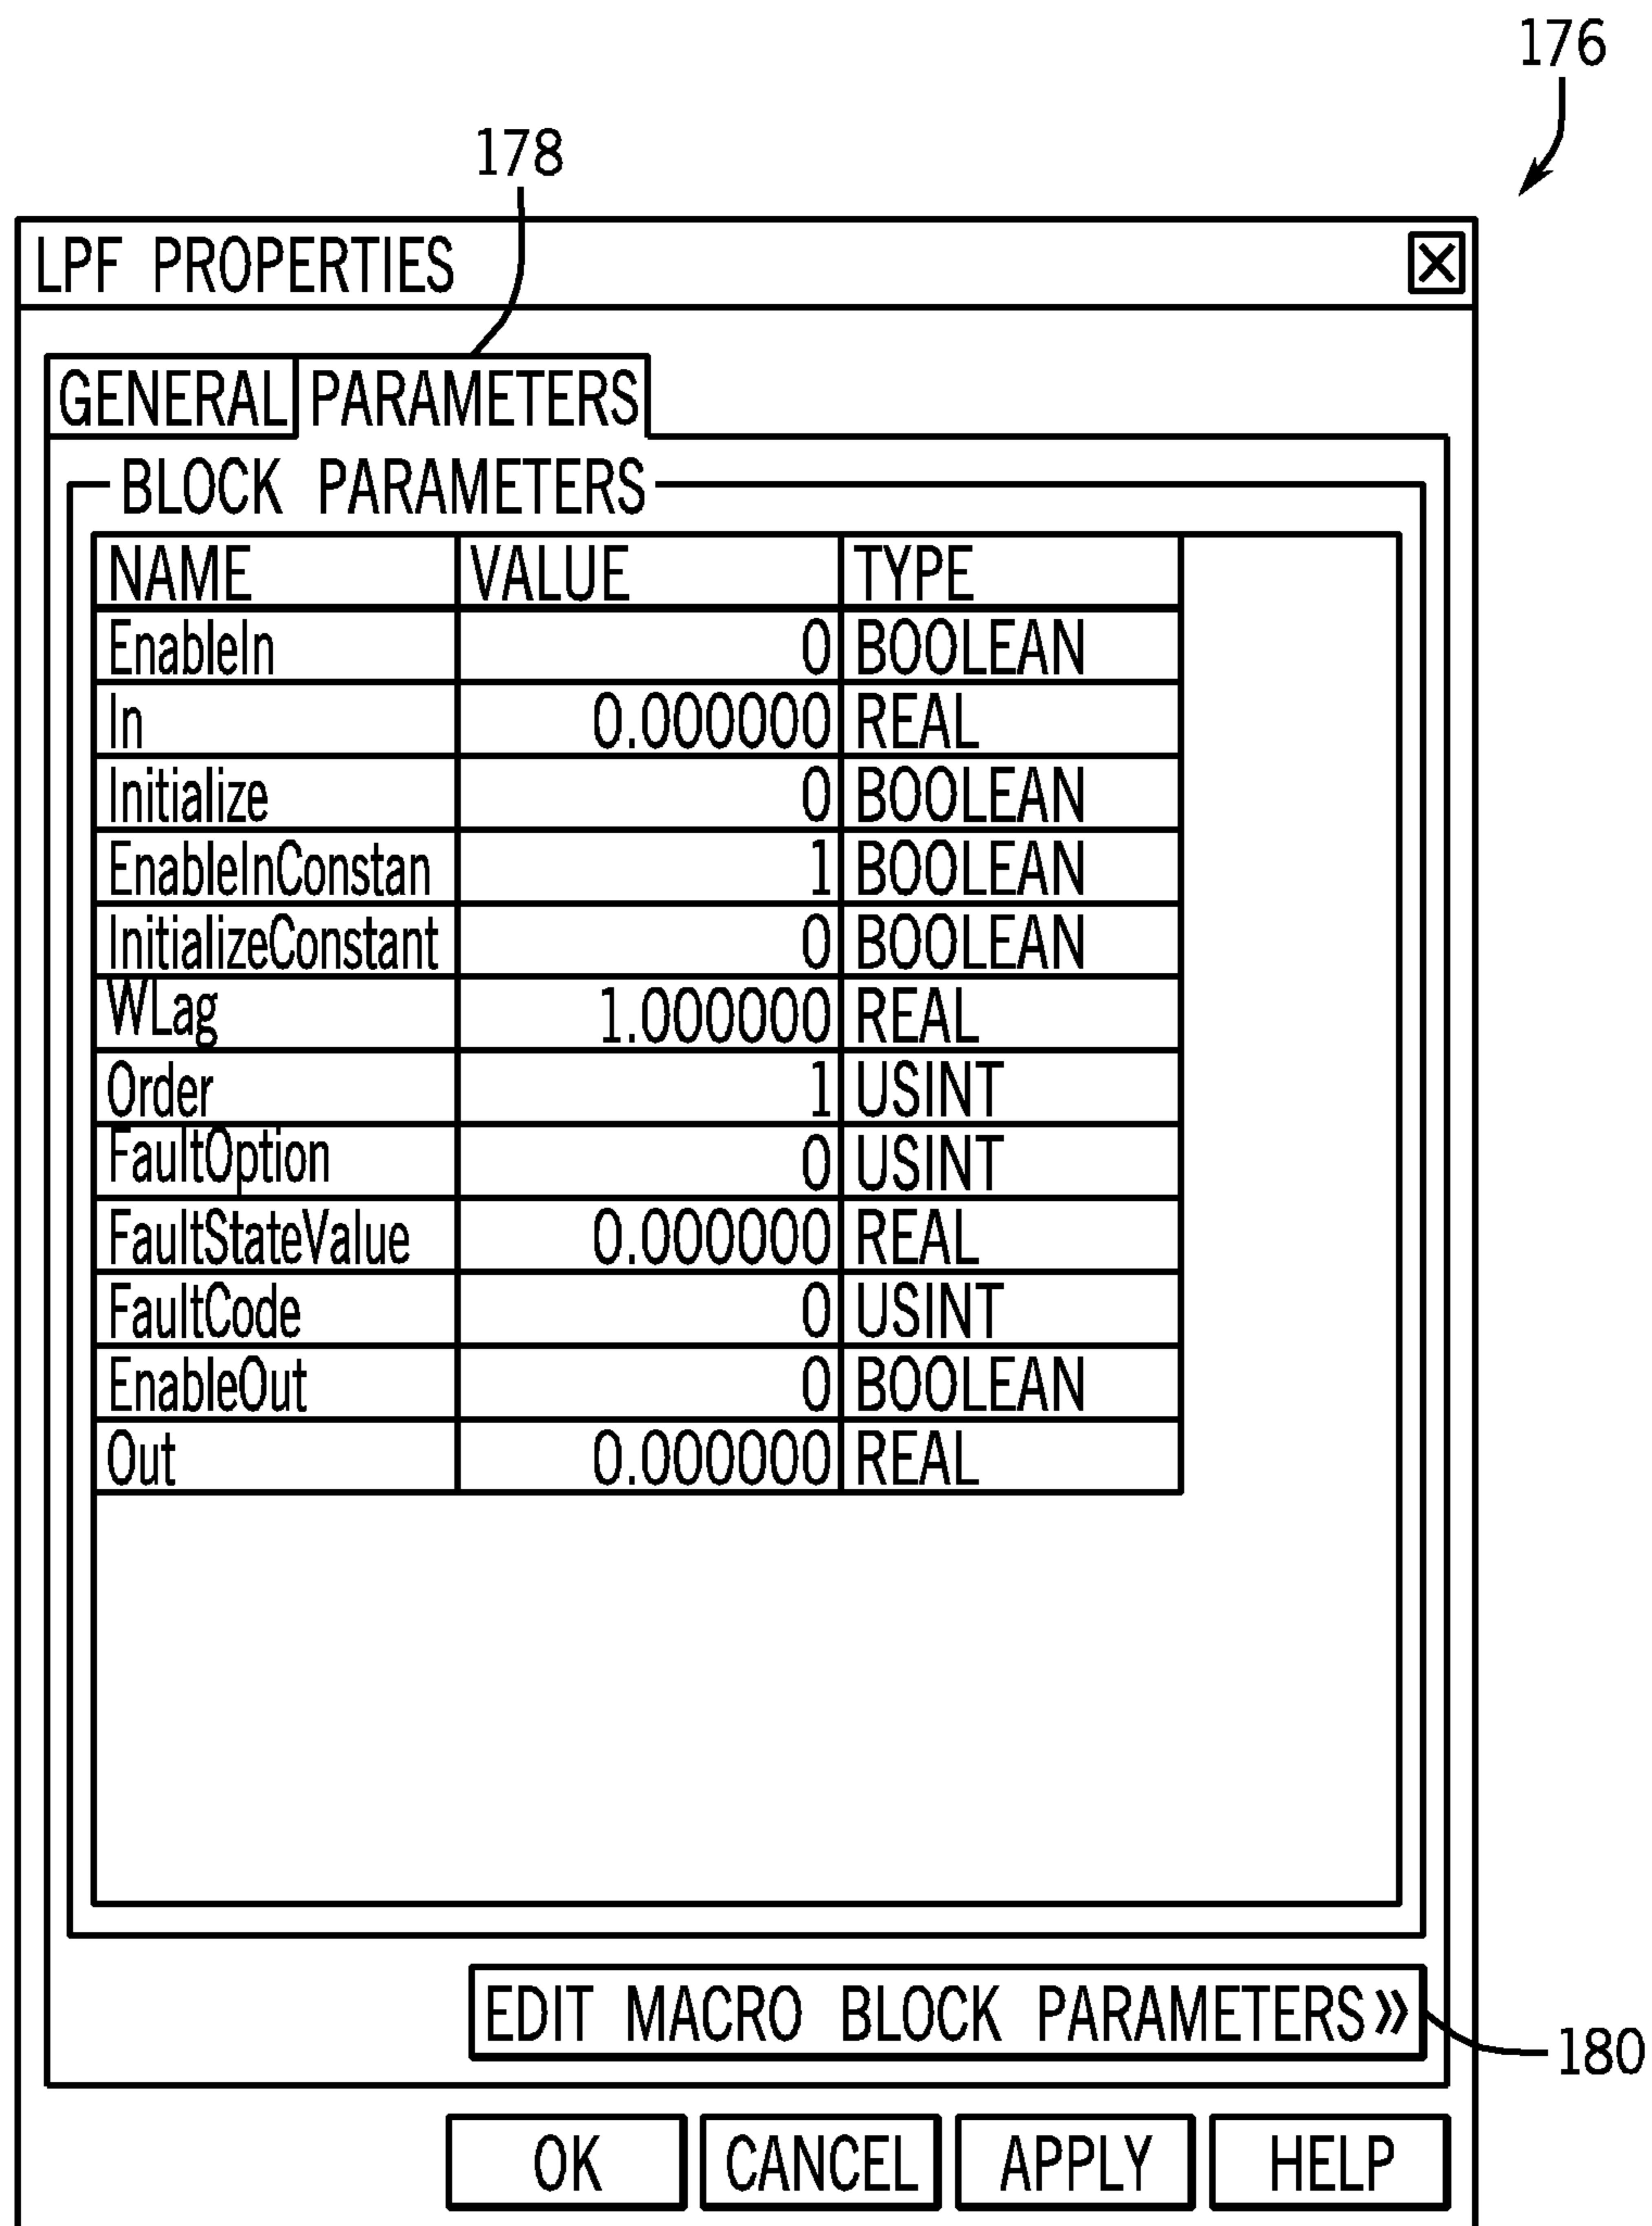 176
178
LPF PROPERTIES
GENERAL PARAMETERS
BLOCK PARAMETERS
NAME VALUE TYPE
EnableIn 0 BOOLEAN
In 0.000000 REAL
Initialize 0 BOOLEAN
EnableInConstan 1 BOOLEAN
InitializeConstant 0 BOOLEAN
WLag 1.000000 REAL
Order 1 USINT
FaultOption 0 USINT
FaultStateValue 0.000000 REAL
FaultCode 0 USINT
EnableOut 0 BOOLEAN
Out 0.000000 REAL
EDIT MACRO BLOCK PARAMETERS»
180
OK CANCEL APPLY HELP